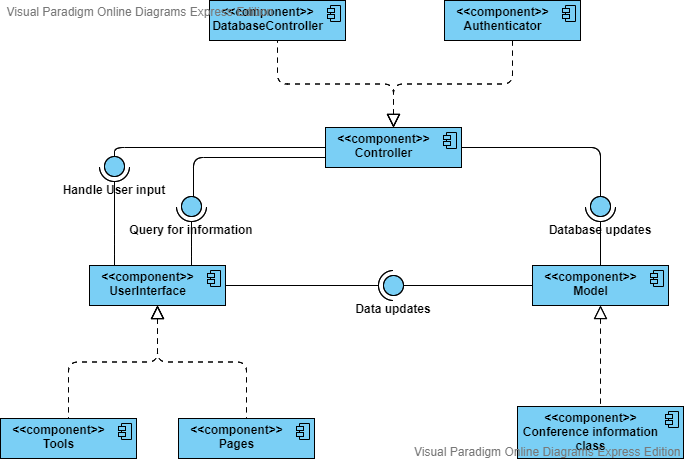 Visual Paradigm Online Diagrams Express Edition
<<component>>
DatabaseController
<<component>>
Authenticator
<<component>>
Controller
Handle User input
Query for information
Database updates
<<component>>
UserInterface
<<component>>
Model
Data updates
<<component>>
Tools
<<component>>
Pages
<<component>>
Conference information
class
Visual Paradigm Online Diagrams Express Edition